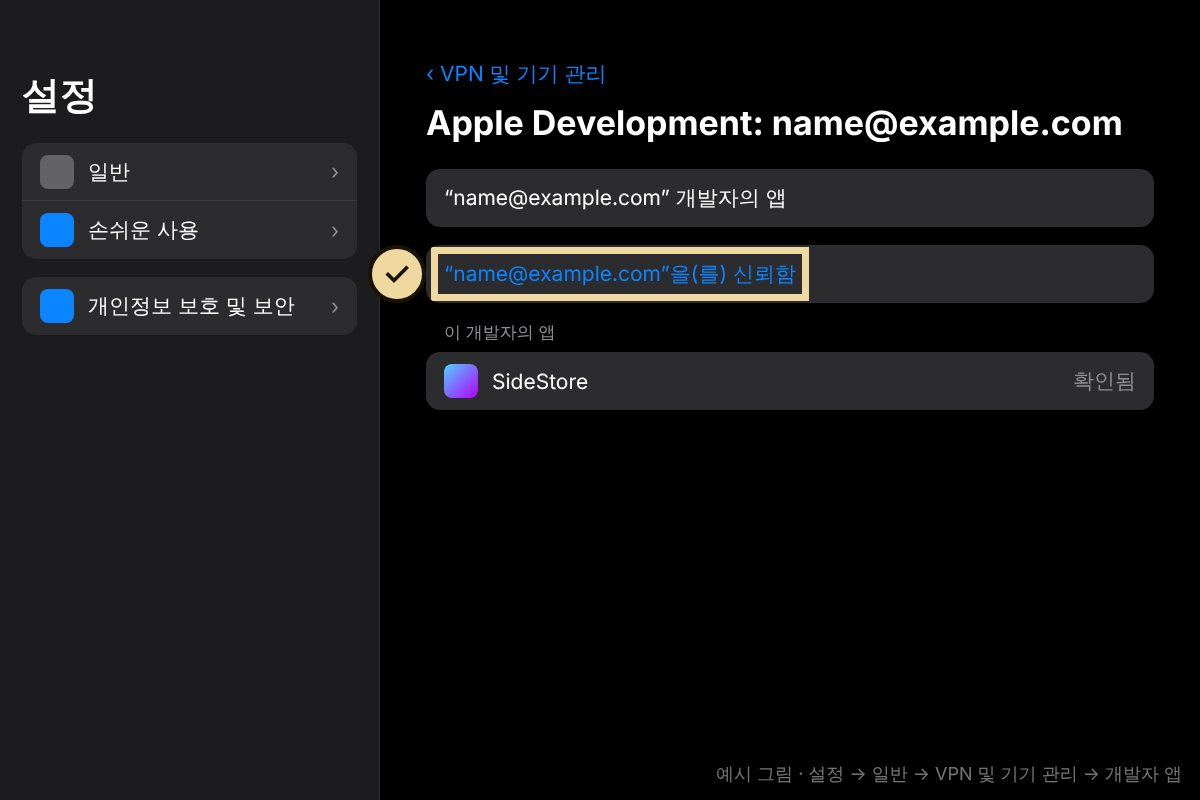 설정
일반
손쉬운 사용
개인정보 보호 및 보안
‹ VPN 및 기기 관리
Apple Development: name@example.com
“name@example.com” 개발자의 앱
“name@example.com”을(를) 신뢰함
이 개발자의 앱
SideStore
확인됨
예시 그림 · 설정 → 일반 → VPN 및 기기 관리 → 개발자 앱